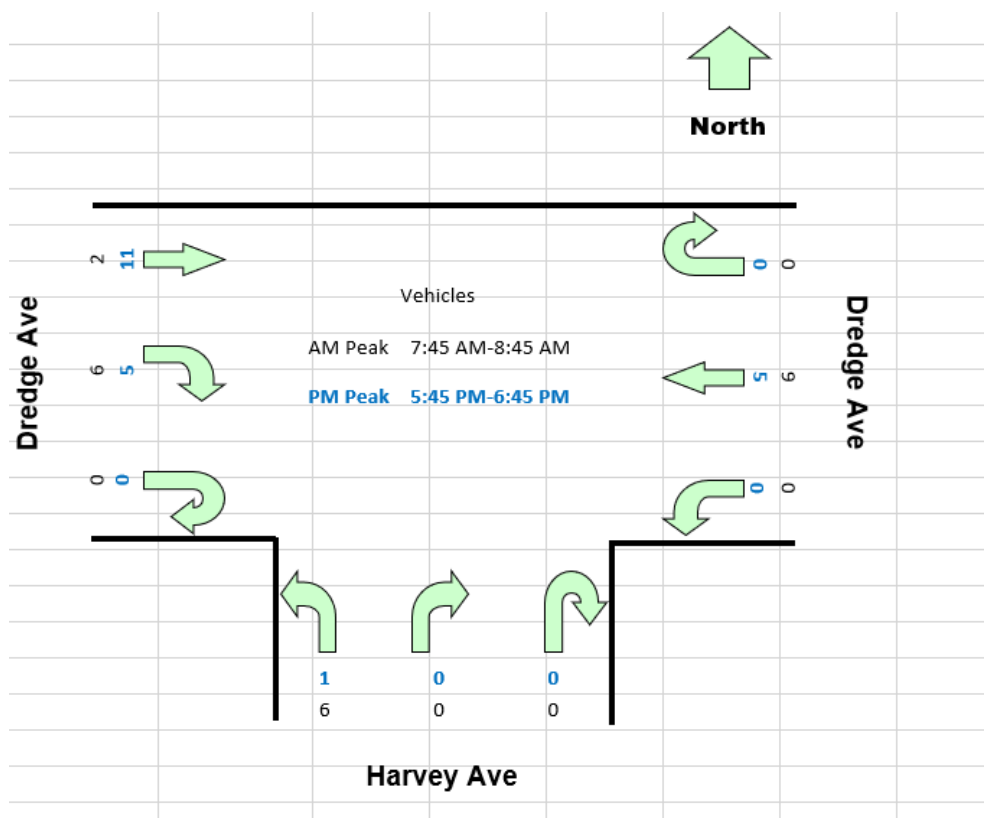 North
2 11 0 0
Vehicles
Dredge Ave
AM Peak 7:45 AM-8:45 AM
6 5 5 6
PM Peak 5:45 PM-6:45 PM
Dredge Ave
0 0 0 0
1 0 0
6 0 0
Harvey Ave